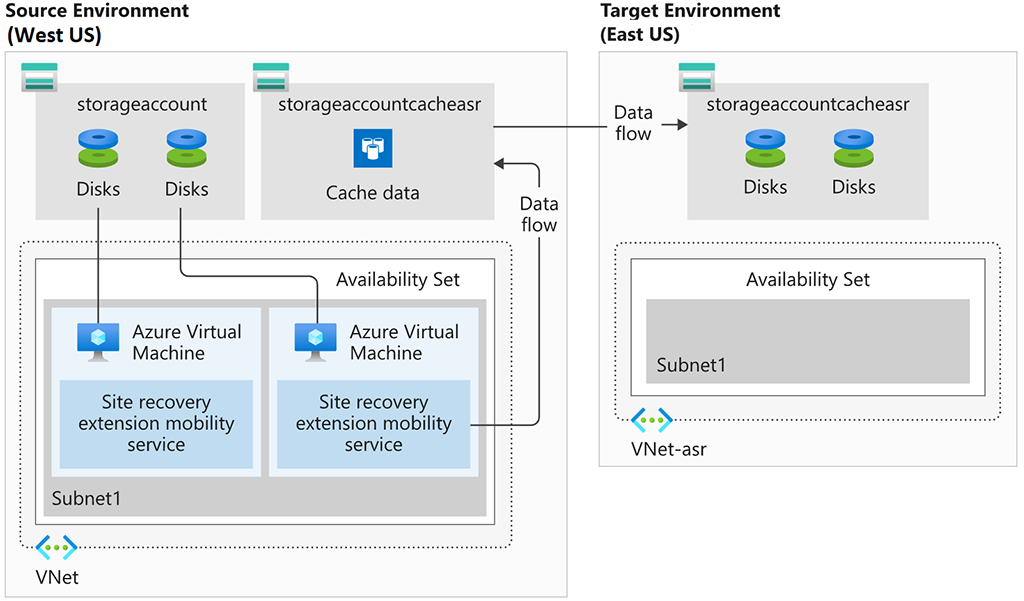 Source Environment
(West US)
storageaccount
Disks
Disks
storageaccountcacheasr
Cache data
Data
flow
Availability Set
Azure Virtual
Machine
Site recovery
extension mobility
service
Azure Virtual
Machine
Site recovery
extension mobility
service
Subnet1
VNet
Target Environment
(East US)
Data
flow
storageaccountcacheasr
Disks
Disks
Availability Set
Subnet1
VNet-asr